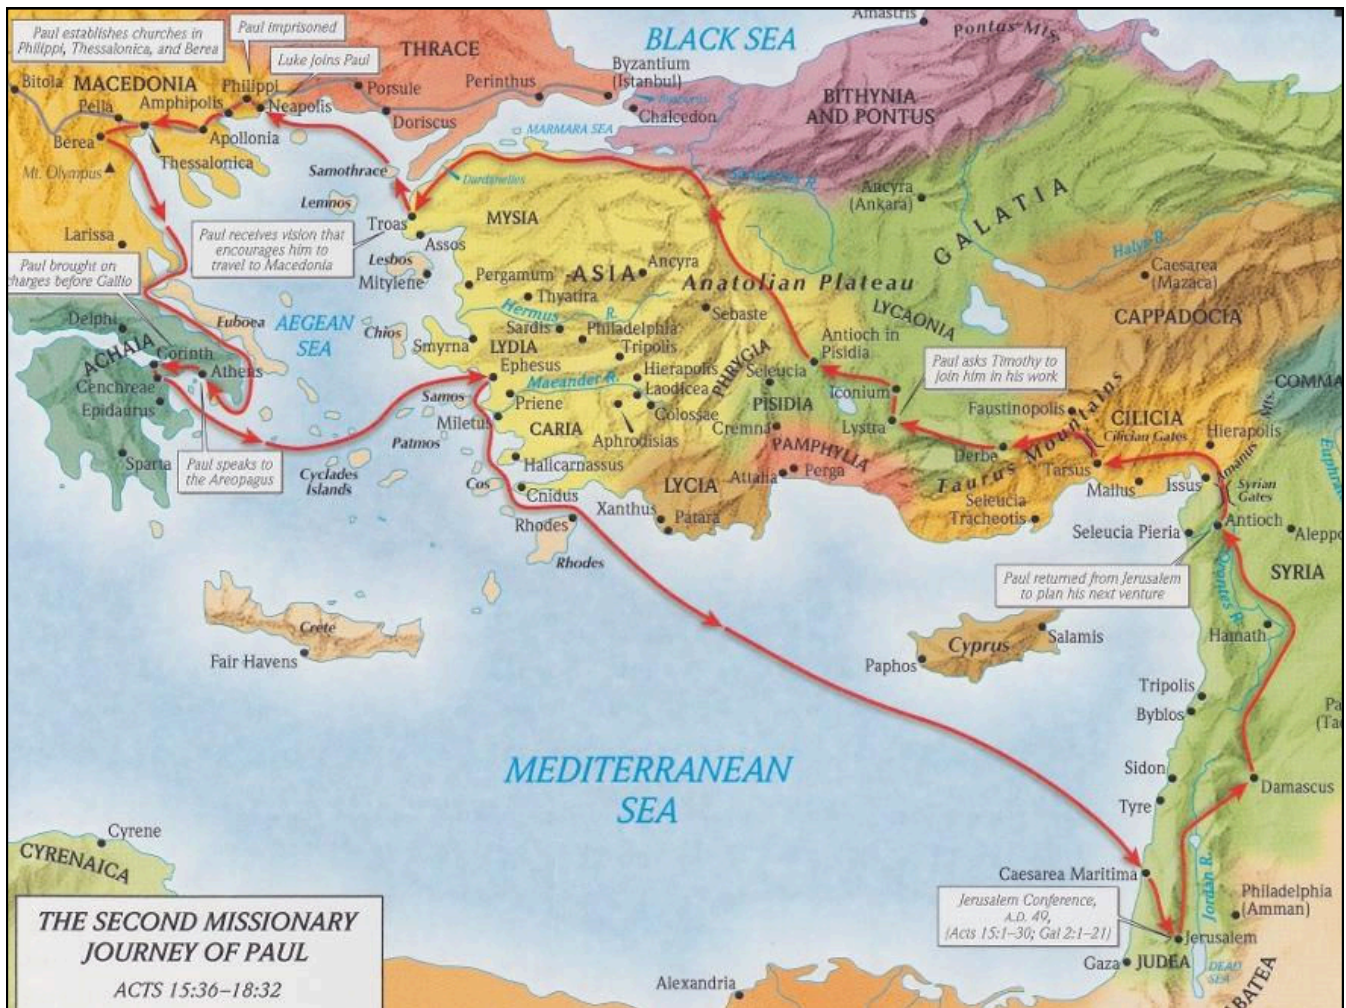 Paul establishes churches in
Philippi, Thessalonica, and Berea
Paul imprisoned
Luke joins Paul
THRACE
BLACK SEA
Amastris
Pontus Mts.
Bitola
MACEDONIA
Pella
Amphipolis
Philippi
Neapolis
Porsule
Perinthus
Byzantium
(Istanbul)
Bosporus
Chalcedon
BITHYNIA
AND PONTUS
Berea
Apollonia
Doriscus
MARMARA SEA
Thessalonica
Mt. Olympus
Samothrace
Dardanelles
Ancyra
(Ankara)
GALATIA
Lemnos
Troas
MYSIA
Assos
Larissa
Paul receives vision that
encourages him to
travel to Macedonia
Lesbos
Mitylene
Pergamum
ASIA
Ancyra
Anatolian Plateau
Halys R.
Caesarea
(Mazaca)
Paul brought on
charges before Gallio
Thyatira
Hermus R.
Sebaste
LYCAONIA
CAPPADOCIA
Delphi
Euboea
AEGEAN
SEA
Chios
Smyrna
Sardis
LYDIA
Philadelphia
Tripolis
PHRYGIA
Antioch in
Pisidia
ACHAIA
Corinth
Athens
Cenchreae
Epidaurus
Ephesus
Maeander R.
Hierapolis
Laodicea
Colossae
Seleucia
PISIDIA
Iconium
Paul asks Timothy to
join him in his work
COMMA
Samos
Priene
Miletus
CARIA
Aphrodisias
Cremna
Lystra
Faustinopolis
CILICIA
Cilician Gates
Hierapolis
Amanus Mts.
Euphra
Patmos
Sparta
Paul speaks to
the Areopagus
Cyclades
Islands
Halicarnassus
PAMPHYLIA
Perga
Attalia
Derbe
Taurus Mountains
Tarsus
Mallus
Issus
Syrian
Gates
Cos
Cnidus
LYCIA
Xanthus
Patara
Seleucia
Tracheotis
Seleucia Pieria
Antioch
Aleppo
Rhodes
Rhodes
Paul returned from Jerusalem
to plan his next venture
Orontes R.
SYRIA
Crete
Fair Havens
Cyprus
Salamis
Paphos
Hamath
Tripolis
Byblos
Pa
(Ta
MEDITERRANEAN
SEA
Sidon
Tyre
Damascus
Cyrene
CYRENAICA
Caesarea Maritima
Jordan R.
Philadelphia
(Amman)
Jerusalem Conference,
A.D. 49,
(Acts 15:1–30; Gal 2:1–21)
Jerusalem
Gaza
JUDEA
DEAD
SEA
BATEA
Alexandria
THE SECOND MISSIONARY
JOURNEY OF PAUL
ACTS 15:36–18:32